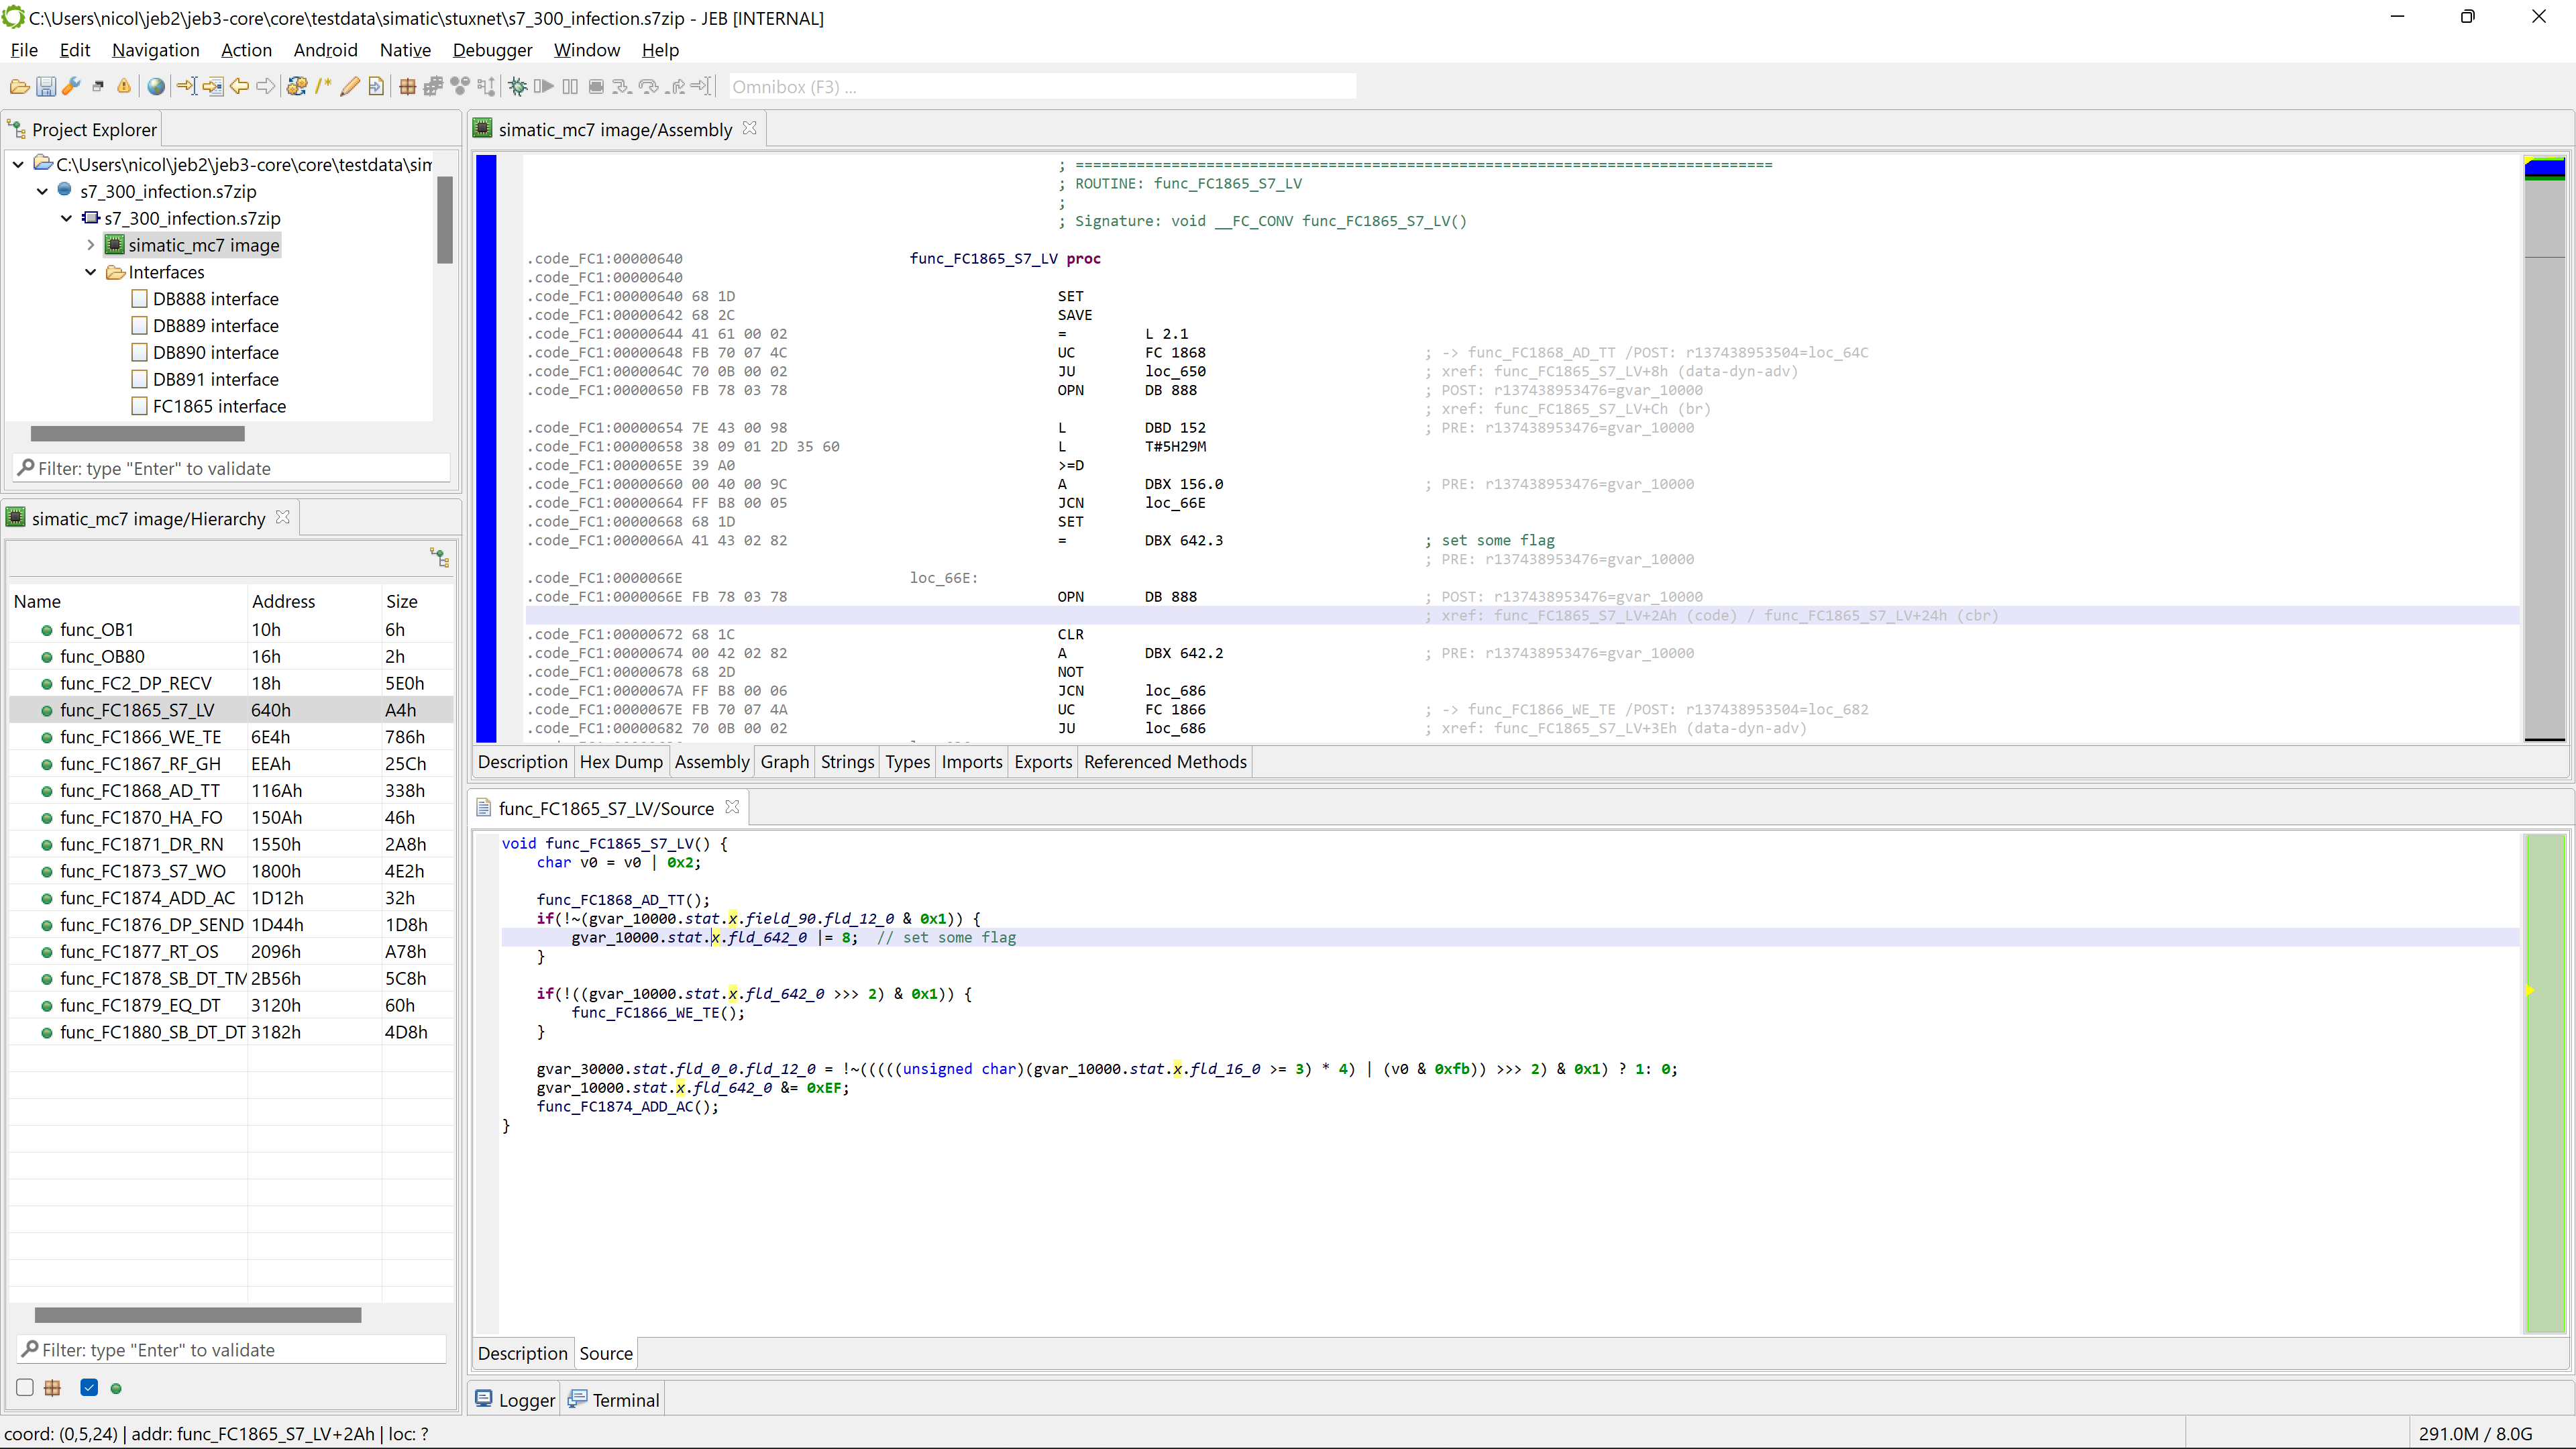 C:\Users\nicol\jeb2\jeb3-core\core\testdata\simatic\stuxnet\s7_300_infection.s7zip - JEB [INTERNAL]
File Edit Navigation Action Android Native Debugger Window Help
Omnibox (F3) ...
Project Explorer
C:\Users\nicol\jeb2\jeb3-core\core\testdata\sim
s7_300_infection.s7zip
s7_300_infection.s7zip
simatic_mc7 image
Interfaces
DB888 interface
DB889 interface
DB890 interface
DB891 interface
FC1865 interface
Filter: type "Enter" to validate
simatic_mc7 image/Hierarchy
Name Address Size
func_OB1 10h 6h
func_OB80 16h 2h
func_FC2_DP_RECV 18h 5E0h
func_FC1865_S7_LV 640h A4h
func_FC1866_WE_TE 6E4h 786h
func_FC1867_RF_GH EEAh 25Ch
func_FC1868_AD_TT 116Ah 338h
func_FC1870_HA_FO 150Ah 46h
func_FC1871_DR_RN 1550h 2A8h
func_FC1873_S7_WO 1800h 4E2h
func_FC1874_ADD_AC 1D12h 32h
func_FC1876_DP_SEND 1D44h 1D8h
func_FC1877_RT_OS 2096h A78h
func_FC1878_SB_DT_TM 2B56h 5C8h
func_FC1879_EQ_DT 3120h 60h
func_FC1880_SB_DT_DT 3182h 4D8h
Filter: type "Enter" to validate
simatic_mc7 image/Assembly
; ================================================================================
; ROUTINE: func_FC1865_S7_LV
;
; Signature: void __FC_CONV func_FC1865_S7_LV()
.code_FC1:00000640 func_FC1865_S7_LV proc
.code_FC1:00000640
.code_FC1:00000640 68 1D SET
.code_FC1:00000642 68 2C SAVE
.code_FC1:00000644 41 61 00 02 = L 2.1
.code_FC1:00000648 FB 70 07 4C UC FC 1868 ; -> func_FC1868_AD_TT /POST: r137438953504=loc_64C
.code_FC1:0000064C 70 0B 00 02 JU loc_650 ; xref: func_FC1865_S7_LV+8h (data-dyn-adv)
.code_FC1:00000650 FB 78 03 78 OPN DB 888 ; POST: r137438953476=gvar_10000
; xref: func_FC1865_S7_LV+Ch (br)
.code_FC1:00000654 7E 43 00 98 L DBD 152 ; PRE: r137438953476=gvar_10000
.code_FC1:00000658 38 09 01 2D 35 60 L T#5H29M
.code_FC1:0000065E 39 A0 >=D
.code_FC1:00000660 00 40 00 9C A DBX 156.0 ; PRE: r137438953476=gvar_10000
.code_FC1:00000664 FF B8 00 05 JCN loc_66E
.code_FC1:00000668 68 1D SET
.code_FC1:0000066A 41 43 02 82 = DBX 642.3 ; set some flag
; PRE: r137438953476=gvar_10000
.code_FC1:0000066E loc_66E:
.code_FC1:0000066E FB 78 03 78 OPN DB 888 ; POST: r137438953476=gvar_10000
; xref: func_FC1865_S7_LV+2Ah (code) / func_FC1865_S7_LV+24h (cbr)
.code_FC1:00000672 68 1C CLR
.code_FC1:00000674 00 42 02 82 A DBX 642.2 ; PRE: r137438953476=gvar_10000
.code_FC1:00000678 68 2D NOT
.code_FC1:0000067A FF B8 00 06 JCN loc_686
.code_FC1:0000067E FB 70 07 4A UC FC 1866 ; -> func_FC1866_WE_TE /POST: r137438953504=loc_682
.code_FC1:00000682 70 0B 00 02 JU loc_686 ; xref: func_FC1865_S7_LV+3Eh (data-dyn-adv)
Description Hex Dump Assembly Graph Strings Types Imports Exports Referenced Methods
func_FC1865_S7_LV/Source
void func_FC1865_S7_LV() {
char v0 = v0 | 0x2;
func_FC1868_AD_TT();
if(!~(gvar_10000.stat.x.field_90.fld_12_0 & 0x1)) {
gvar_10000.stat.x.fld_642_0 |= 8; // set some flag
}
if(!((gvar_10000.stat.x.fld_642_0 >>> 2) & 0x1)) {
func_FC1866_WE_TE();
}
gvar_30000.stat.fld_0_0.fld_12_0 = !~(((((unsigned char)(gvar_10000.stat.x.fld_16_0 >= 3) * 4) | (v0 & 0xfb)) >>> 2) & 0x1) ? 1: 0;
gvar_10000.stat.x.fld_642_0 &= 0xEF;
func_FC1874_ADD_AC();
}
Description Source
Logger Terminal
coord: (0,5,24) | addr: func_FC1865_S7_LV+2Ah | loc: ?
291.0M / 8.0G